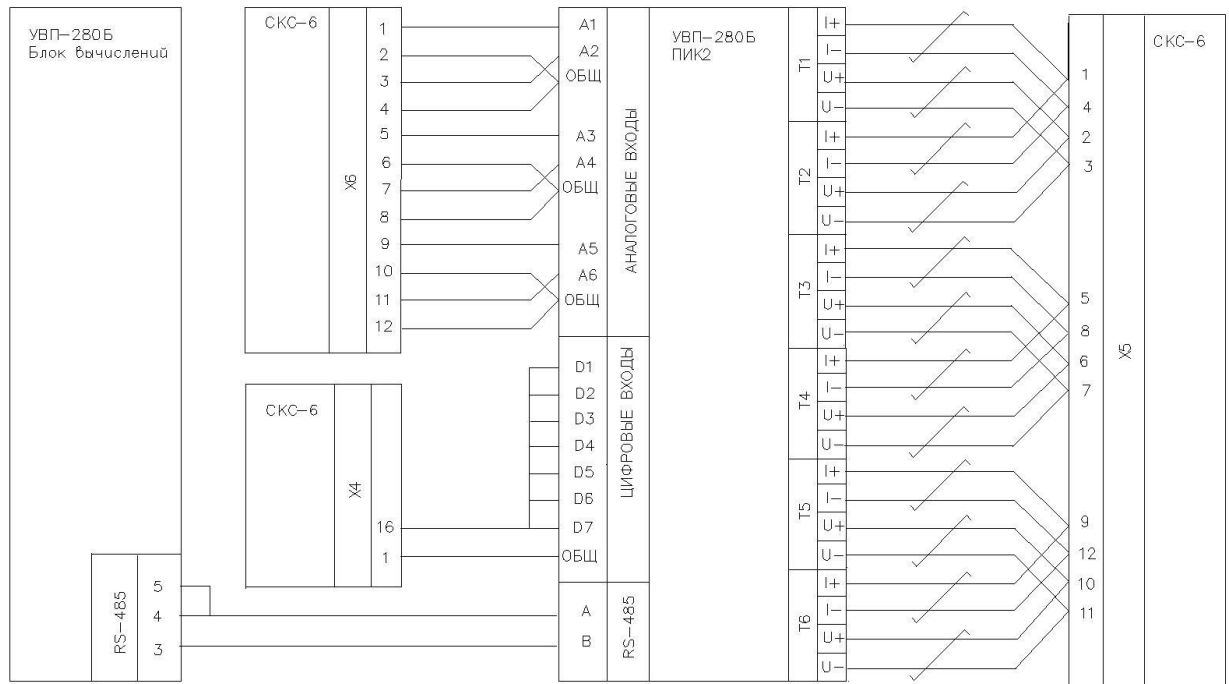 УВП-280Б
Блок вычислений
RS-485
5
4
3
СКС-6
X6
1
2
3
4
5
6
7
8
9
10
11
12
СКС-6
X4
16
1
A1
A2
ОБЩ
A3
A4
ОБЩ
A5
A6
ОБЩ
АНАЛОГОВЫЕ ВХОДЫ
D1
D2
D3
D4
D5
D6
D7
ОБЩ
ЦИФРОВЫЕ ВХОДЫ
A
B
RS-485
УВП-280Б
ПИК2
T1
I+
I-
U+
U-
T2
I+
I-
U+
U-
T3
I+
I-
U+
U-
T4
I+
I-
U+
U-
T5
I+
I-
U+
U-
T6
I+
I-
U+
U-
1
4
2
3
5
8
6
7
9
12
10
11
X5
СКС-6